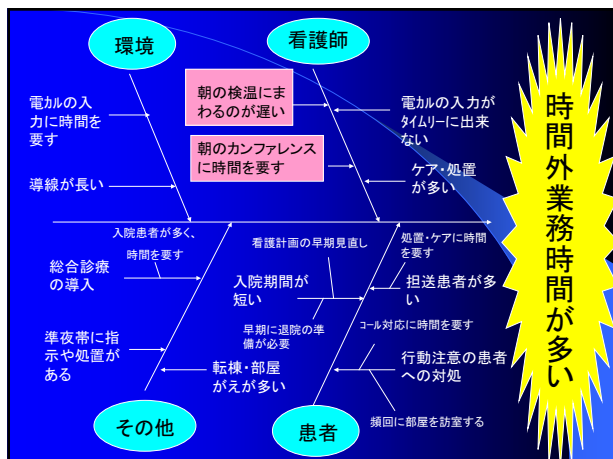 環境
看護師
電カルの入
力に時間を
要す
導線が長い
朝の検温にま
わるのが遅い
朝のカンファレンス
に時間を要す
電カルの入力が
タイムリーに出来
ない
ケア・処置
が多い
時間外業務時間が多い
入院患者が多く、
時間を要す
総合診療
の導入
準夜帯に指
示や処置が
ある
転棟・部屋
がえが多い
看護計画の早期見直し
入院期間が
短い
早期に退院の準
備が必要
処置・ケアに時間
を要す
担送患者が多
い
コール対応に時間を要す
行動注意の患者
への対処
頻回に部屋を訪室する
その他
患者